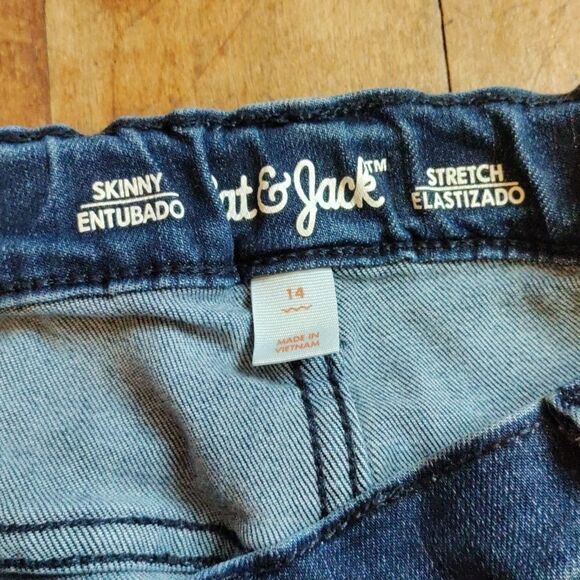 SKINNY
ENTUBADO
at & Jack™
STRETCH
ELASTIZADO
14
MADE IN
VIETNAM